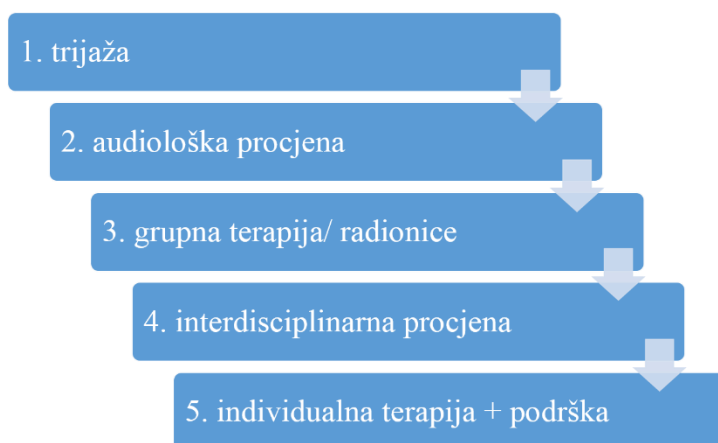 1. trijaža
2. audiološka procjena
3. grupna terapija/ radionice
4. interdisciplinarna procjena
5. individualna terapija + podrška